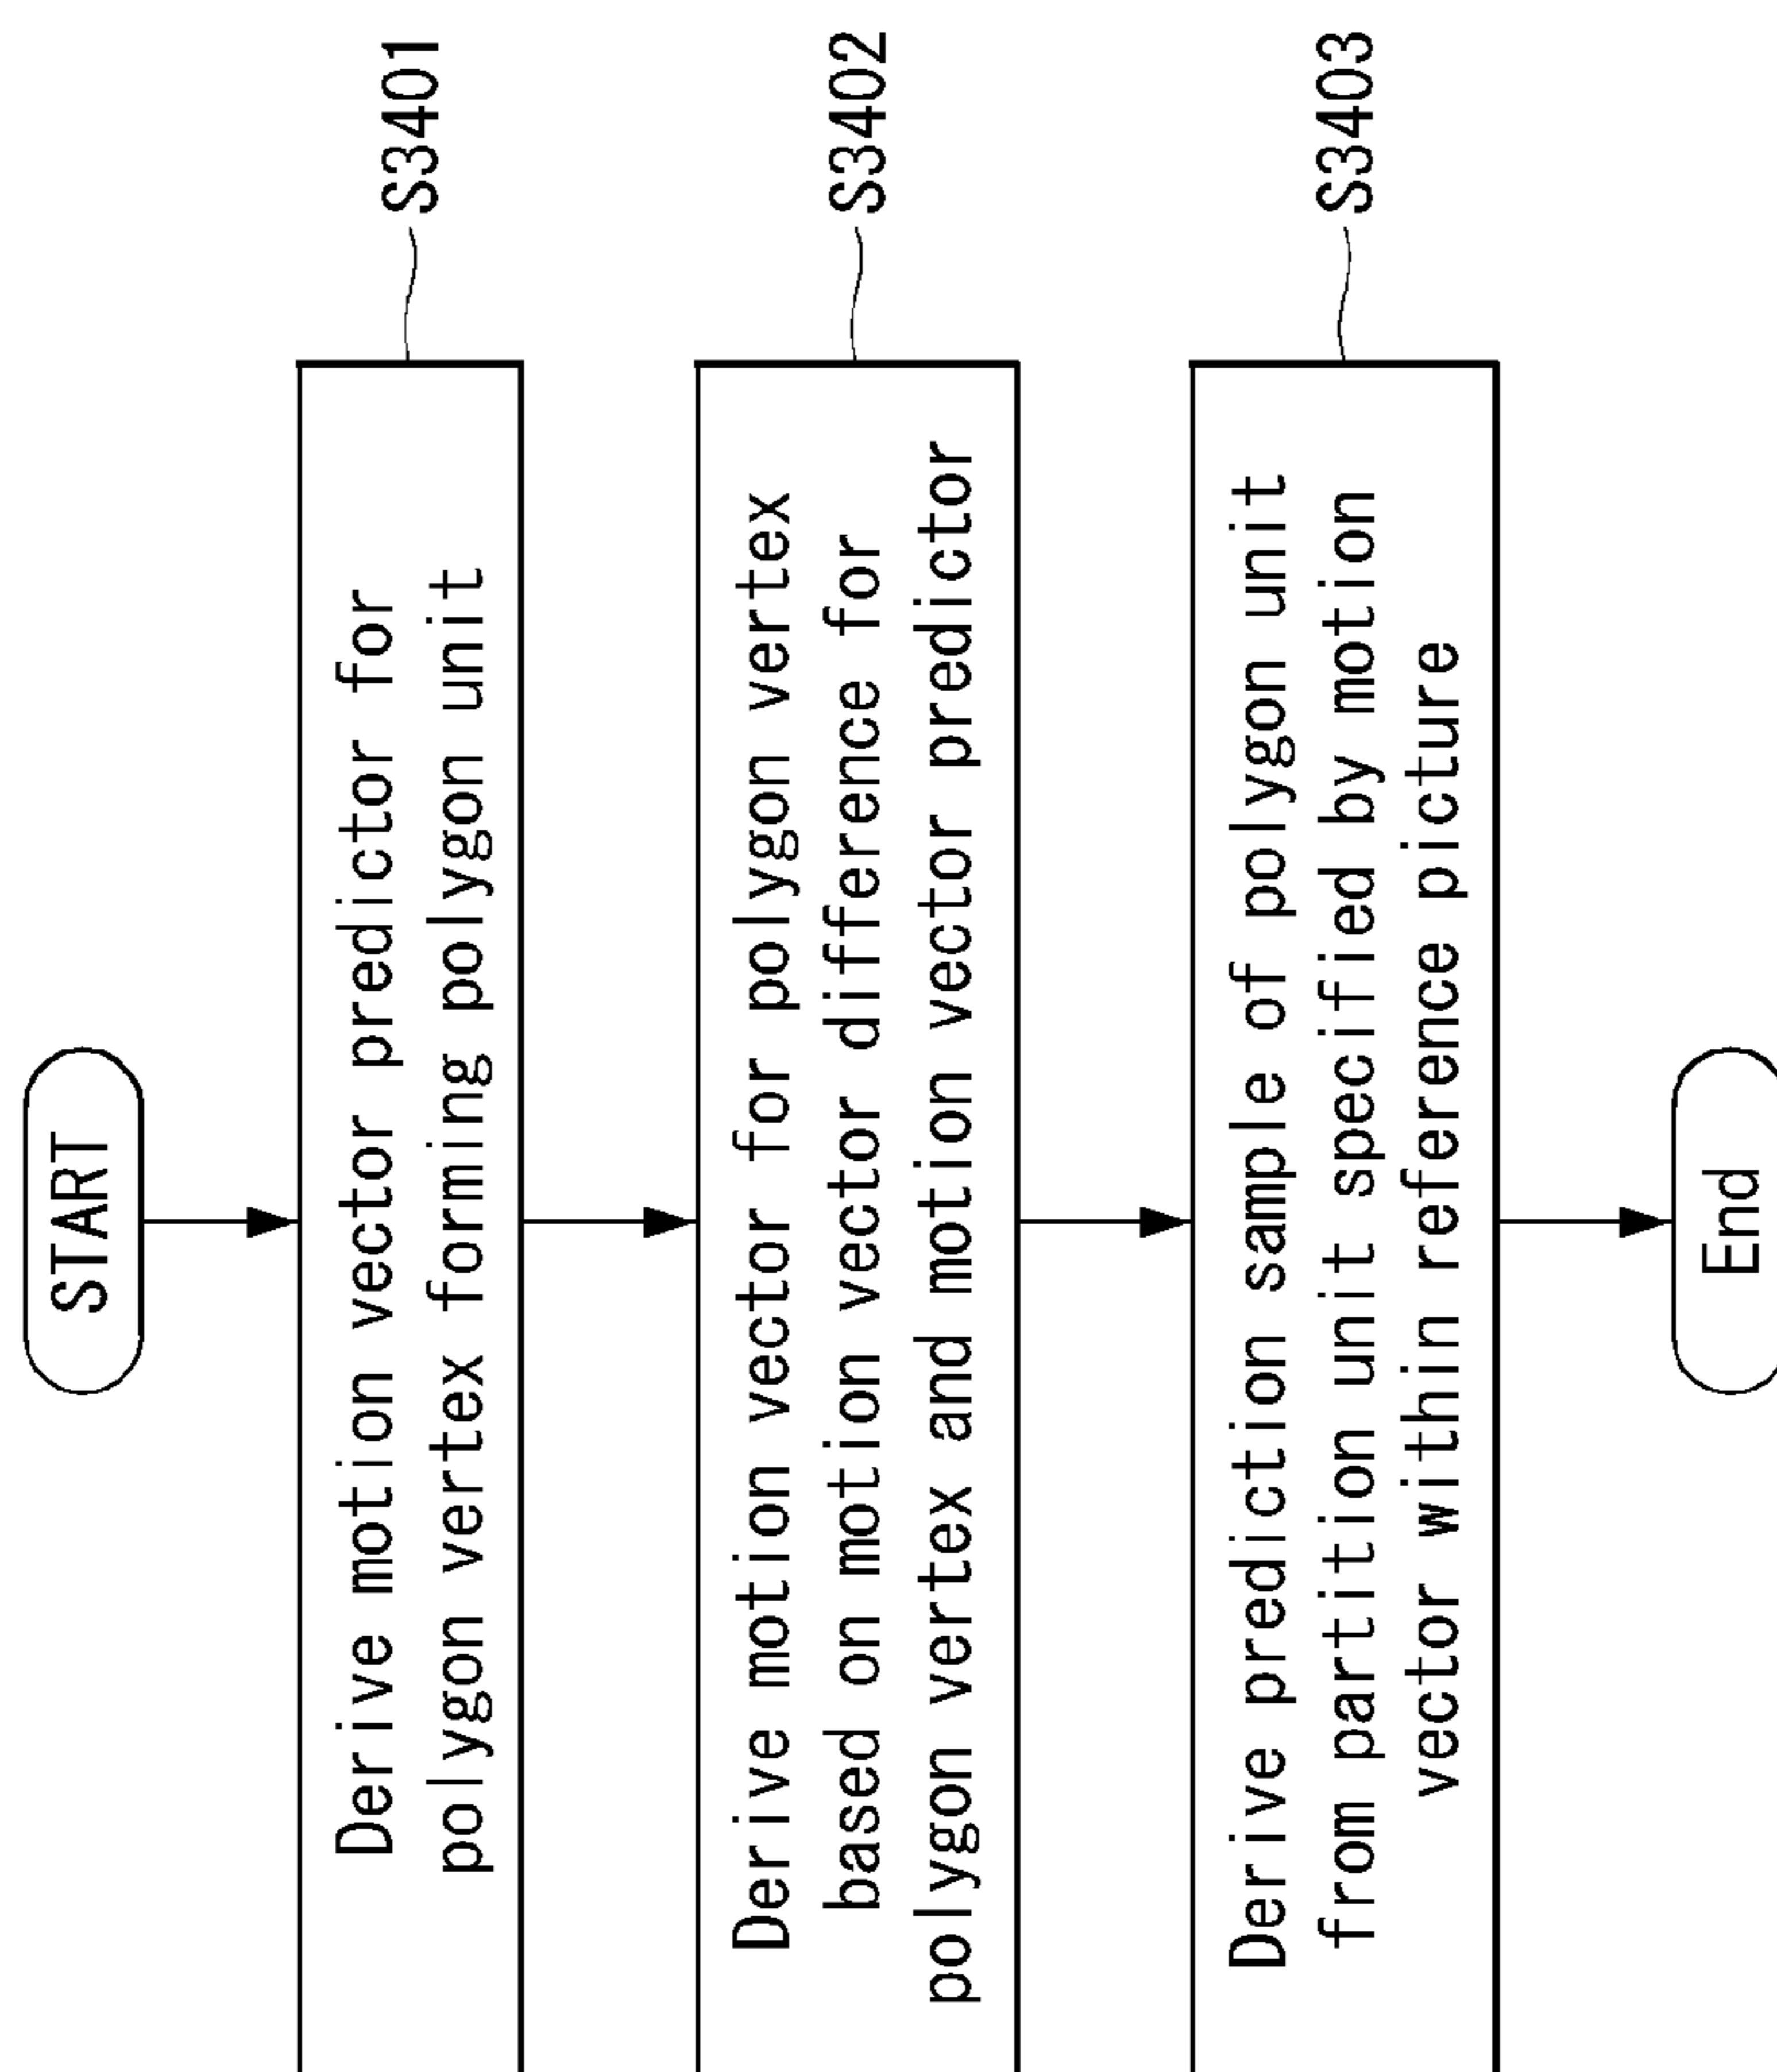 START
Derive motion vector predictor for
polygon vertex forming polygon unit
S3401
Derive motion vector for polygon vertex
based on motion vector difference for
polygon vertex and motion vector predictor
S3402
Derive prediction sample of polygon unit
from partition unit specified by motion
vector within reference picture
S3403
End